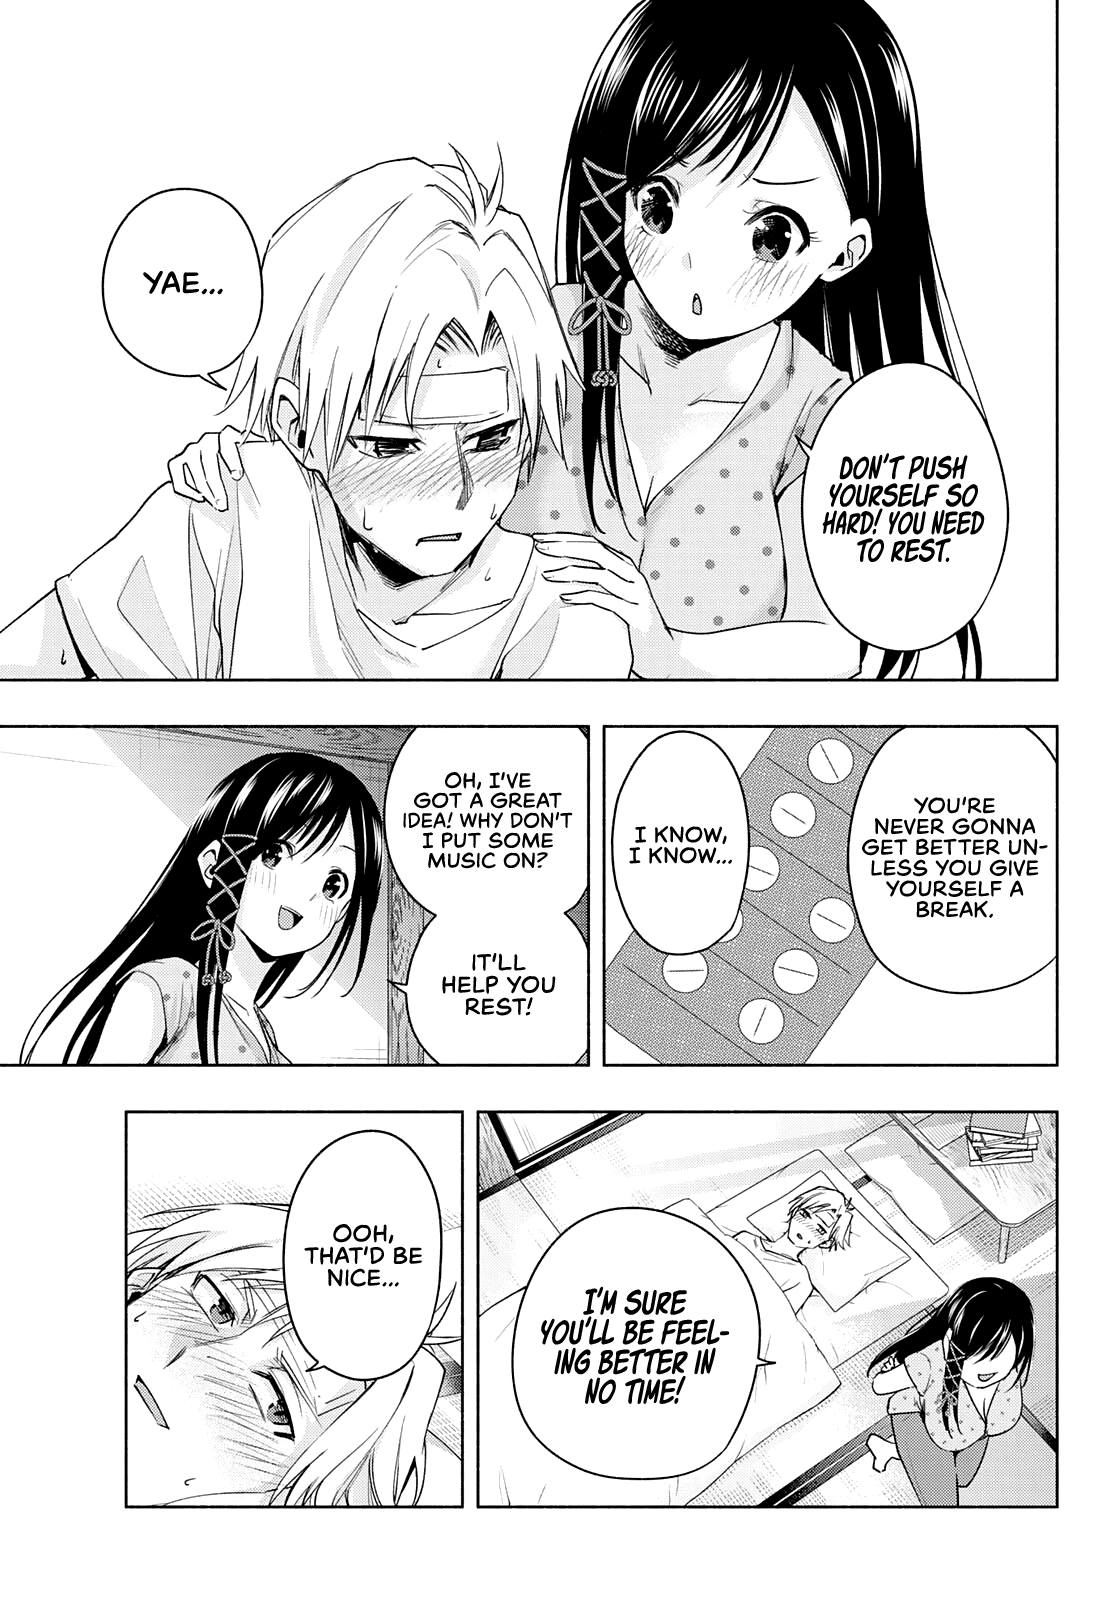 YAE...
DON'T PUSH
YOURSELF SO
HARD! YOU NEED
TO REST.
YOU'RE
NEVER GONNA
GET BETTER UN-
LESS YOU GIVE
YOURSELF A
BREAK.
I KNOW,
I KNOW...
OH, I'VE
GOT A GREAT
IDEA! WHY DON'T
I PUT SOME
MUSIC ON?
IT'LL
HELP YOU
REST!
I'M SURE
YOU'LL BE FEEL-
ING BETTER IN
NO TIME!
OOH,
THAT'D BE
NICE...